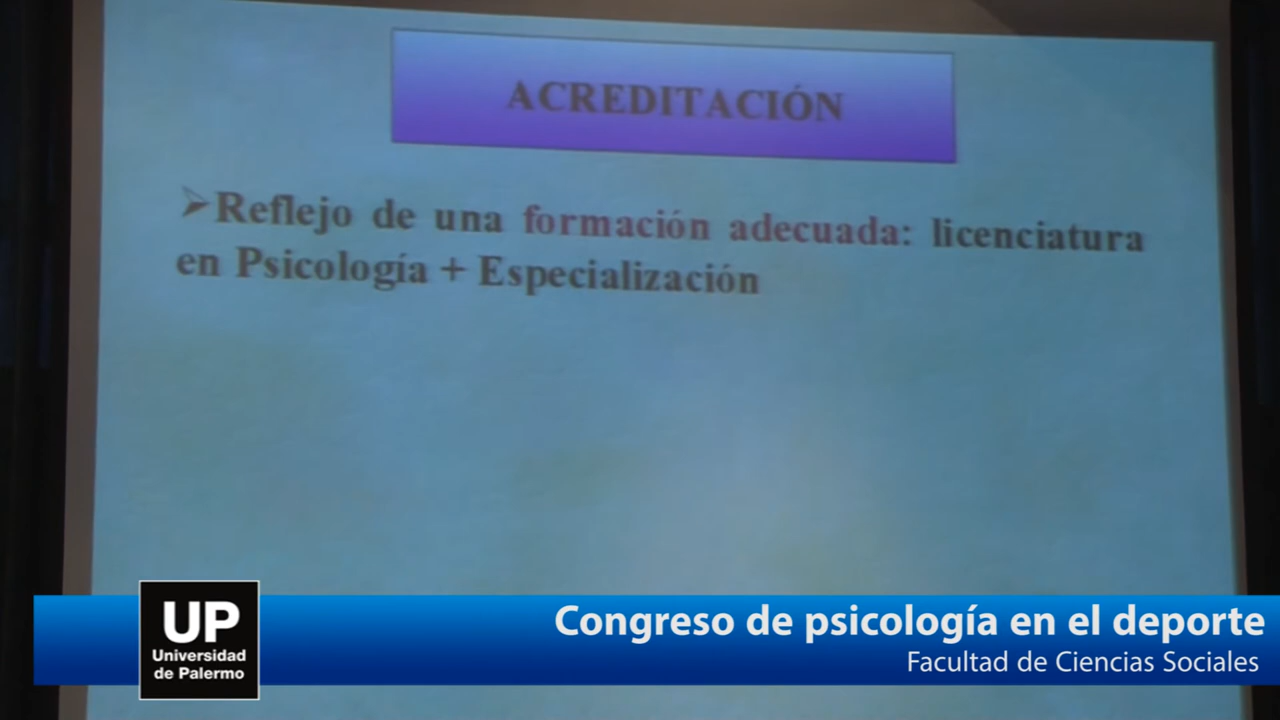 ACREDITACIÓN
➢Reflejo de una formación adecuada: licenciatura
en Psicología + Especialización
UP
Universidad
de Palermo
Congreso de psicología en el deporte
Facultad de Ciencias Sociales